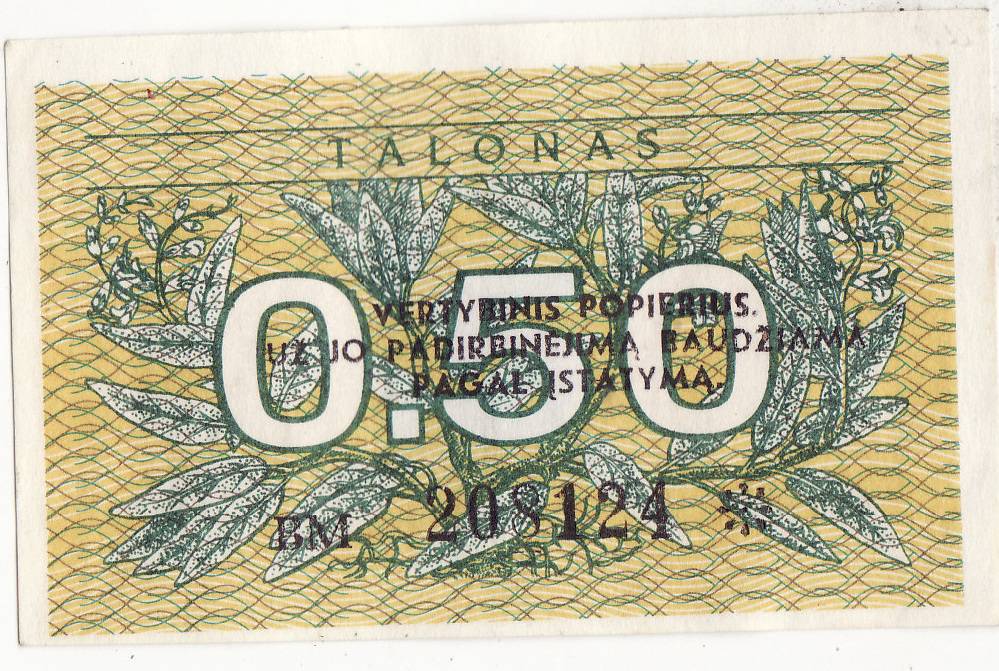 TALONAS
0.50
VERTYBINIS POPIERIUS.
UŽ JO PADIRBINĖJIMĄ BAUDŽIAMA
PAGAL ĮSTATYMĄ.
BM 208124